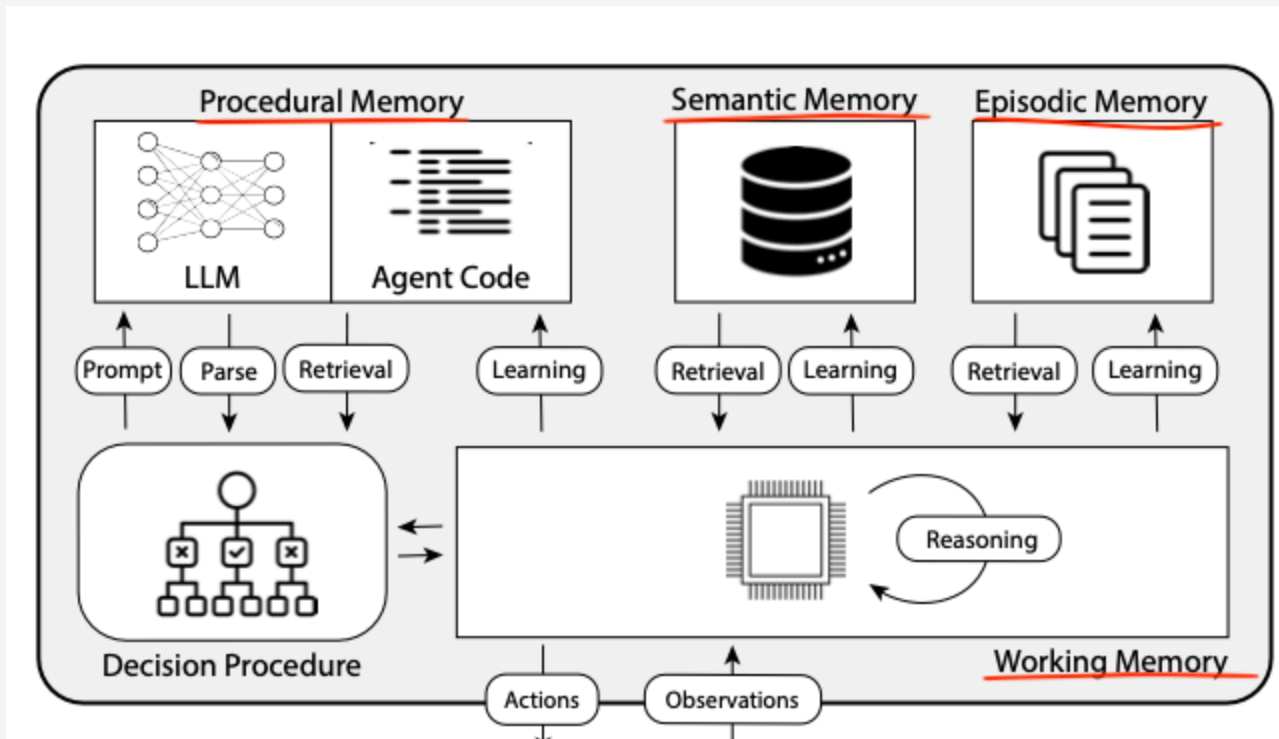 Procedural Memory
Semantic Memory
Episodic Memory
LLM
Agent Code
Prompt
Parse
Retrieval
Learning
Retrieval
Learning
Retrieval
Learning
Reasoning
Decision Procedure
Working Memory
Actions
Observations